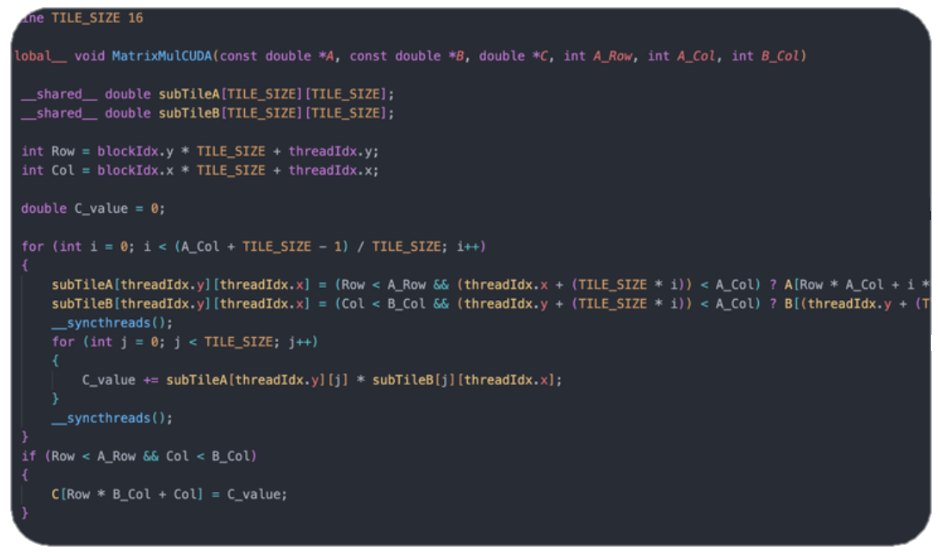 ine TILE_SIZE 16
lobal__ void MatrixMulCUDA(const double *A, const double *B, double *C, int A_Row, int A_Col, int B_Col)
__shared__ double subTileA[TILE_SIZE][TILE_SIZE];
__shared__ double subTileB[TILE_SIZE][TILE_SIZE];
int Row = blockIdx.y * TILE_SIZE + threadIdx.y;
int Col = blockIdx.x * TILE_SIZE + threadIdx.x;
double C_value = 0;
for (int i = 0; i < (A_Col + TILE_SIZE - 1) / TILE_SIZE; i++)
{
subTileA[threadIdx.y][threadIdx.x] = (Row < A_Row && (threadIdx.x + (TILE_SIZE * i)) < A_Col) ? A[Row * A_Col + i *
subTileB[threadIdx.y][threadIdx.x] = (Col < B_Col && (threadIdx.y + (TILE_SIZE * i)) < A_Col) ? B[(threadIdx.y + (T
__syncthreads();
for (int j = 0; j < TILE_SIZE; j++)
{
C_value += subTileA[threadIdx.y][j] * subTileB[j][threadIdx.x];
}
__syncthreads();
}
if (Row < A_Row && Col < B_Col)
{
C[Row * B_Col + Col] = C_value;
}